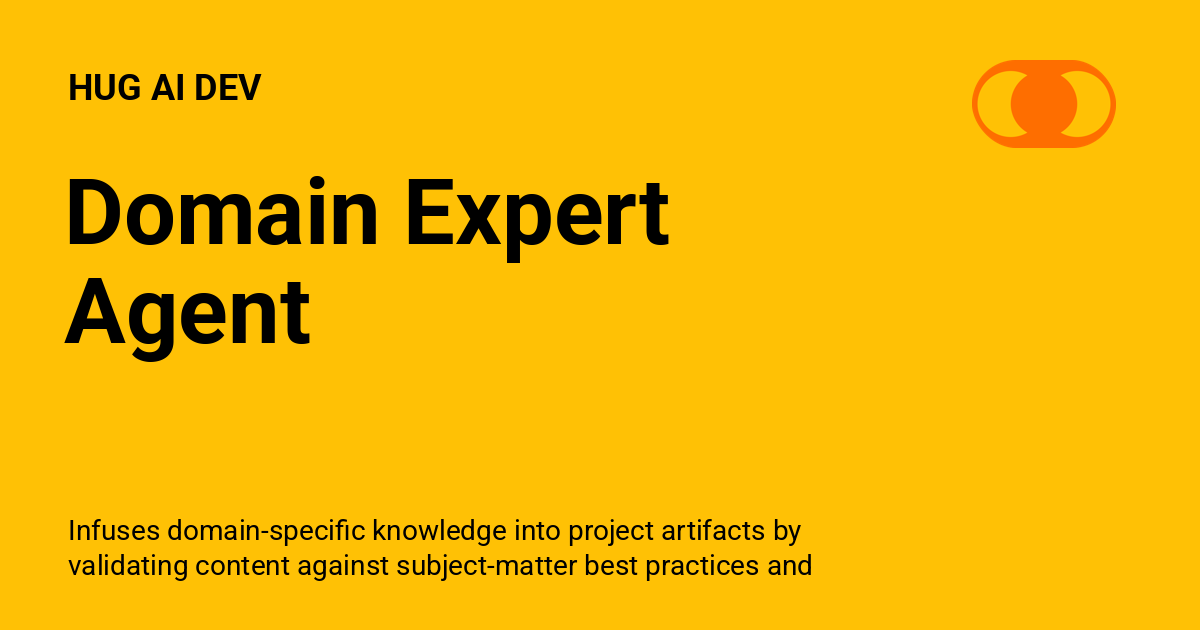 HUG AI DEV
Domain Expert
Agent
Infuses domain-specific knowledge into project artifacts by
validating content against subject-matter best practices and